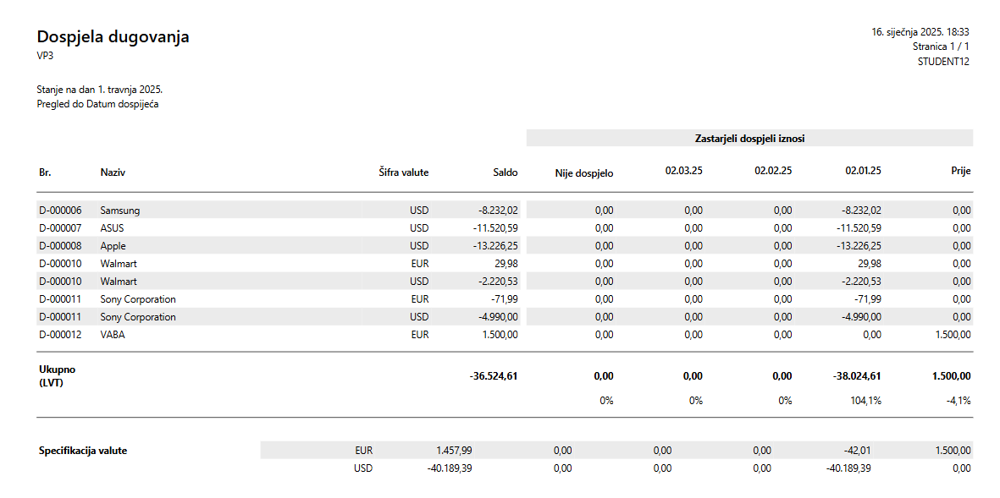 Dospjela dugovanja
VP3
16. siječnja 2025. 18:33
Stranica 1 / 1
STUDENT12
Stanje na dan 1. travnja 2025.
Pregled do Datum dospijeća
Zastarjeli dospjeli iznosi
Br. Naziv Šifra valute Saldo Nije dospjelo 02.03.25 02.02.25 02.01.25 Prije
D-000006 Samsung USD -8.232,02 0,00 0,00 0,00 -8.232,02 0,00
D-000007 ASUS USD -11.520,59 0,00 0,00 0,00 -11.520,59 0,00
D-000008 Apple USD -13.226,25 0,00 0,00 0,00 -13.226,25 0,00
D-000010 Walmart EUR 29,98 0,00 0,00 0,00 29,98 0,00
D-000010 Walmart USD -2.220,53 0,00 0,00 0,00 -2.220,53 0,00
D-000011 Sony Corporation EUR -71,99 0,00 0,00 0,00 -71,99 0,00
D-000011 Sony Corporation USD -4.990,00 0,00 0,00 0,00 -4.990,00 0,00
D-000012 VABA EUR 1.500,00 0,00 0,00 0,00 0,00 1.500,00
Ukupno
(LVT)
-36.524,61 0,00 0,00 0,00 -38.024,61 1.500,00
0% 0% 0% 104,1% -4,1%
Specifikacija valute EUR 1.457,99 0,00 0,00 0,00 -42,01 1.500,00
USD -40.189,39 0,00 0,00 0,00 -40.189,39 0,00